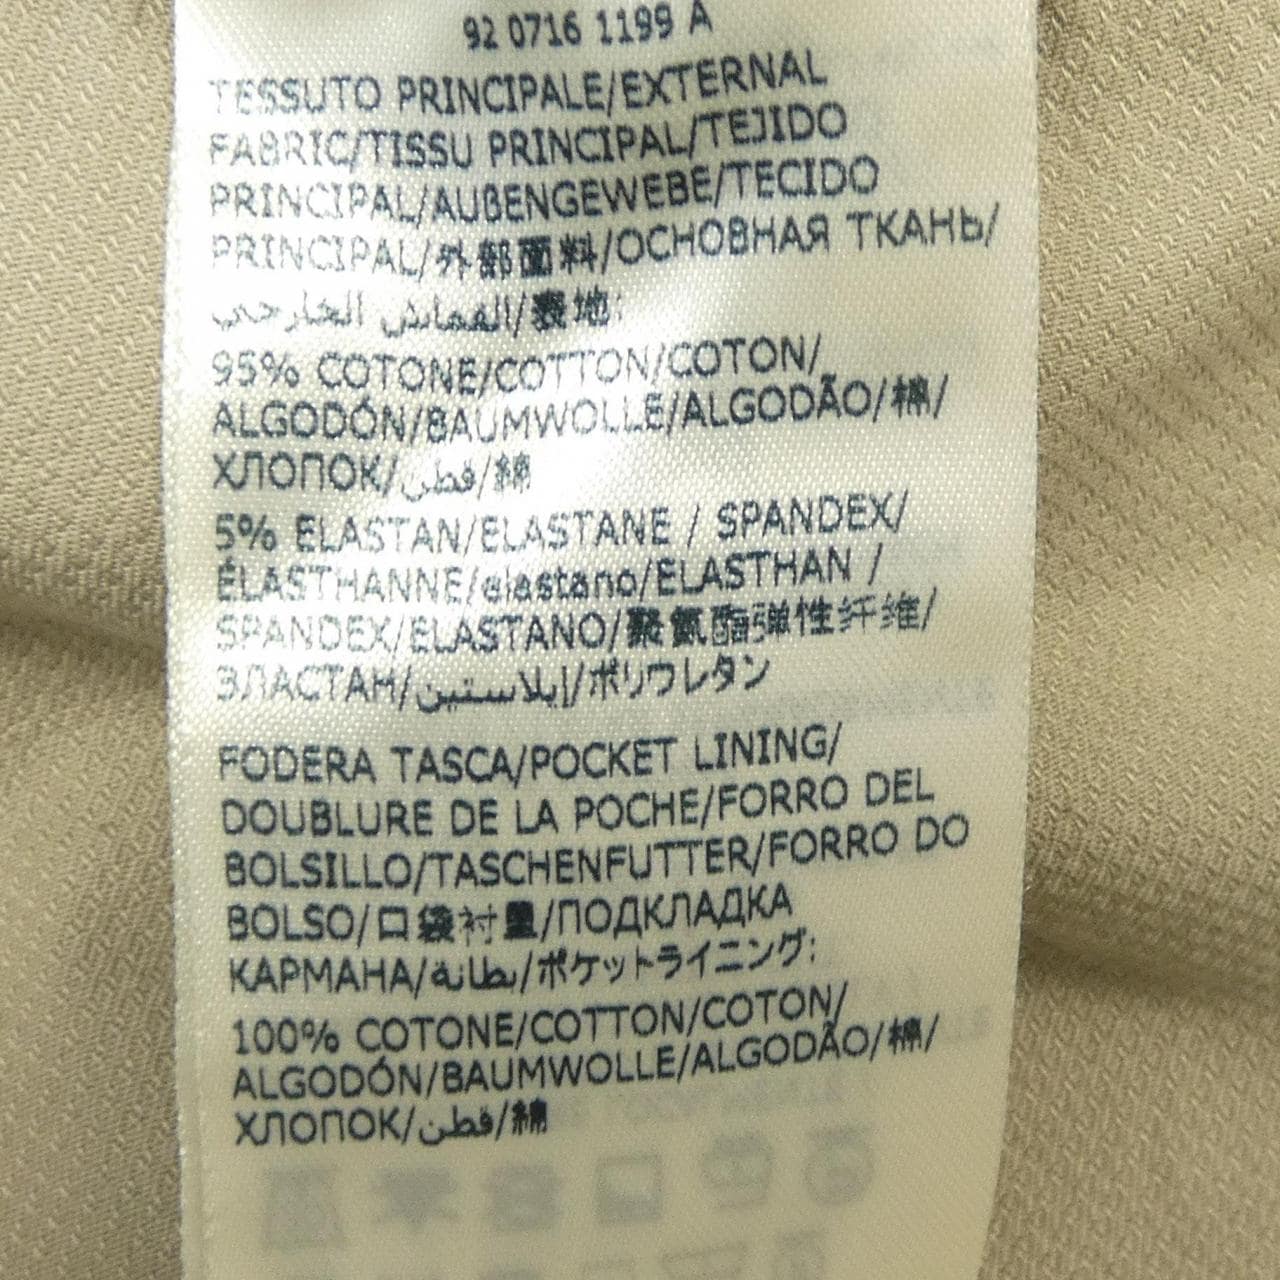 92 0716 1199 A
TESSUTO PRINCIPALE/EXTERNAL
FABRIC/TISSU PRINCIPAL/TEJIDO
PRINCIPAL/AUßENGEWEBE/TECIDO
PRINCIPAL/外部面料/ОСНОВНАЯ ТКАНЬ/
القماش الخارجي/表地:
95% COTONE/COTTON/COTON/
ALGODÓN/BAUMWOLLE/ALGODÃO/棉/
ХЛОПОК/قطن/綿
5% ELASTAN/ELASTANE / SPANDEX/
ÉLASTHANNE/elastano/ELASTHAN /
SPANDEX/ELASTANO/聚氨酯弹性纤维/
ЭЛАСТАН/إيلاستين/ポリウレタン
FODERA TASCA/POCKET LINING/
DOUBLURE DE LA POCHE/FORRO DEL
BOLSILLO/TASCHENFUTTER/FORRO DO
BOLSO/口袋衬里/ПОДКЛАДКА
КАРМАНА/بطانة/ポケットライニング:
100% COTONE/COTTON/COTON/
ALGODÓN/BAUMWOLLE/ALGODÃO/棉/
ХЛОПОК/قطن/綿